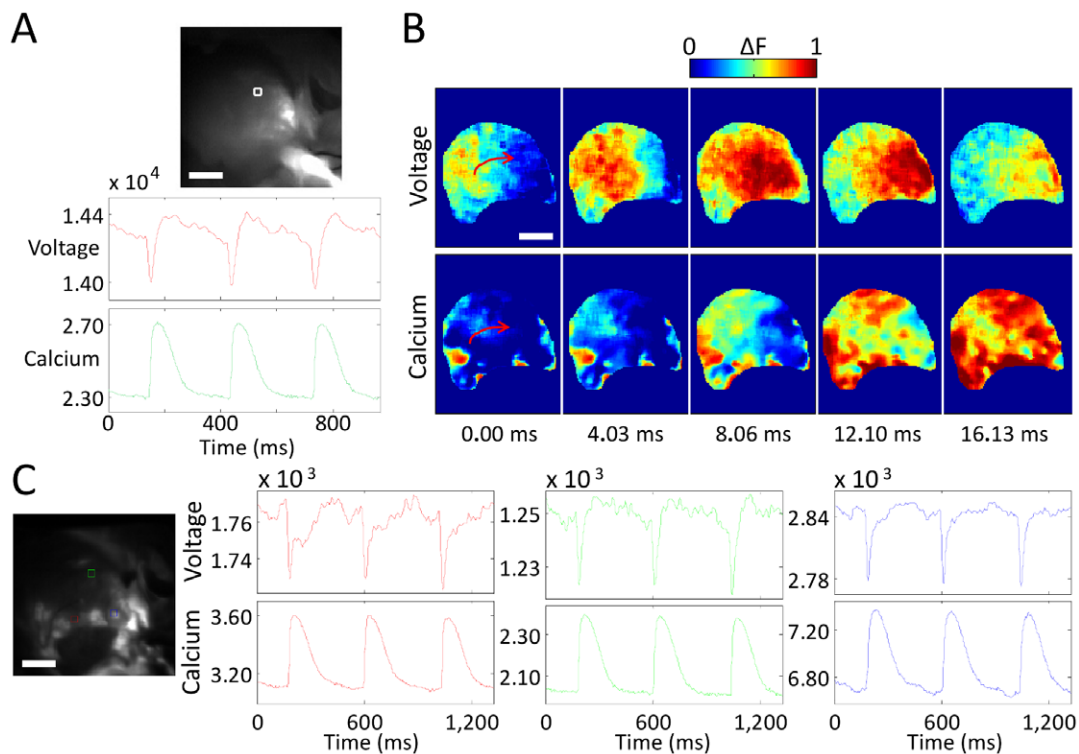 A
x 10 4
1.44
Voltage
1.40
2.70
Calcium
2.30
0 400 800
Time (ms)
B
0 ΔF 1
Voltage
Calcium
0.00 ms 4.03 ms 8.06 ms 12.10 ms 16.13 ms
C
x 10 3 x 10 3 x 10 3
Voltage
1.76
1.74
1.25
1.23
2.84
2.78
Calcium
3.60
3.10
2.30
2.10
7.20
6.80
0 600 1,200 0 600 1,200 0 600 1,200
Time (ms) Time (ms) Time (ms)